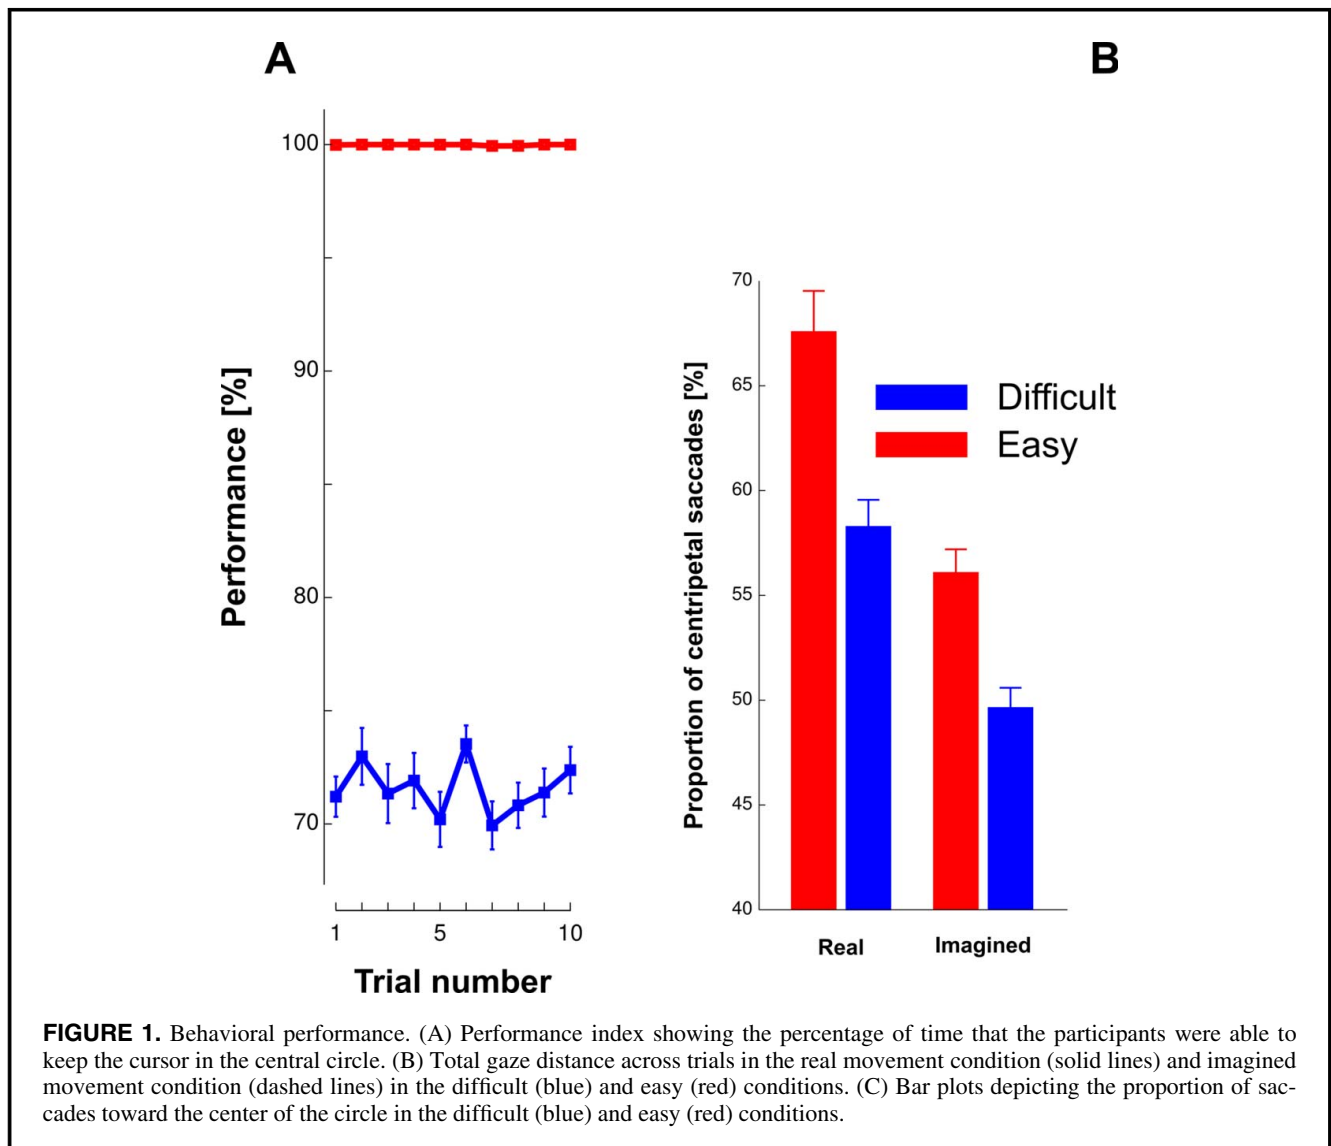 A
B
100
90
80
70
Performance [%]
1
5
10
Trial number
70
65
60
55
50
45
40
Proportion of centripetal saccades [%]
Difficult
Easy
Real
Imagined
FIGURE 1. Behavioral performance. (A) Performance index showing the percentage of time that the participants were able to
keep the cursor in the central circle. (B) Total gaze distance across trials in the real movement condition (solid lines) and imagined
movement condition (dashed lines) in the difficult (blue) and easy (red) conditions. (C) Bar plots depicting the proportion of sac-
cades toward the center of the circle in the difficult (blue) and easy (red) conditions.